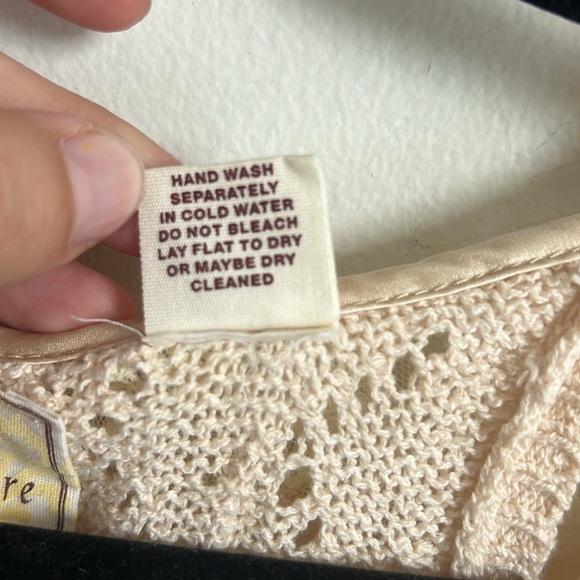 HAND WASH
SEPARATELY
IN COLD WATER
DO NOT BLEACH
LAY FLAT TO DRY
OR MAYBE DRY
CLEANED
re